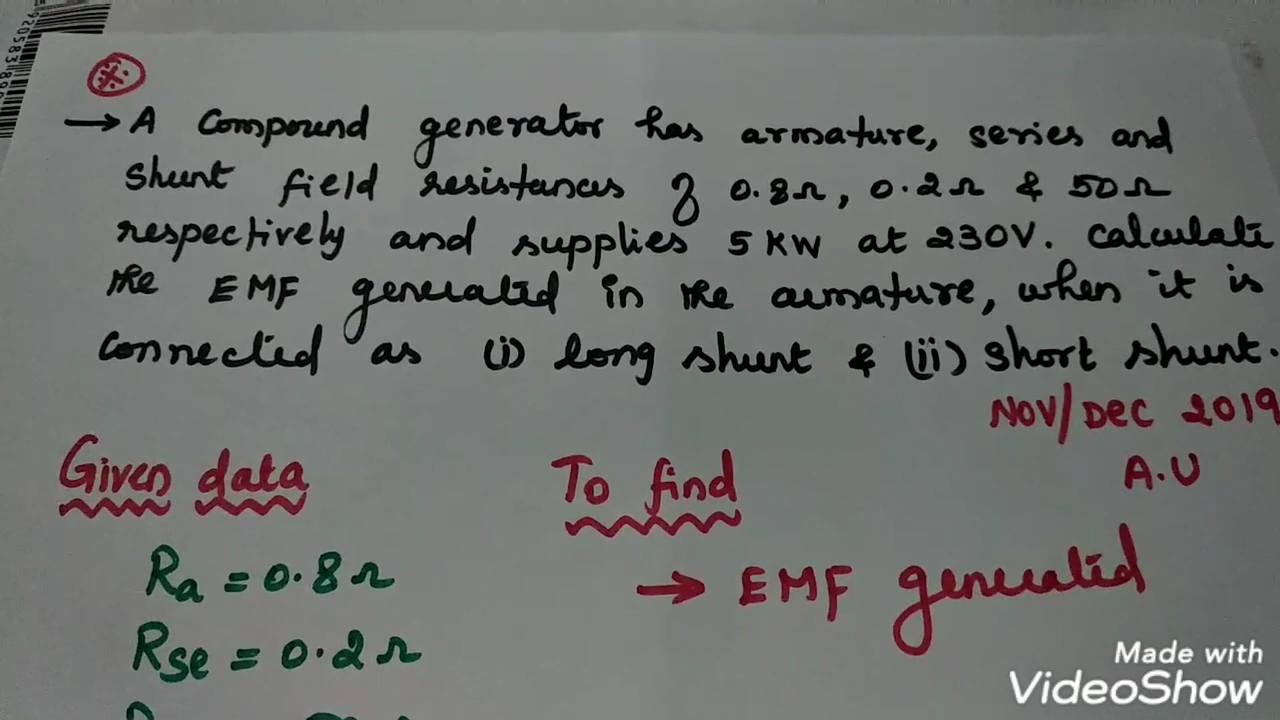 → A compound generator has armature, series and
shunt field resistances of 0.8Ω, 0.2Ω & 50Ω
respectively and supplies 5 KW at 230V. Calculate
the EMF generated in the armature, when it is
connected as (i) long shunt & (ii) short shunt.
NOV/DEC 2019
A.U
Given data
To find
Ra = 0.8Ω
→ EMF generated
Rse = 0.2Ω
Made with
VideoShow